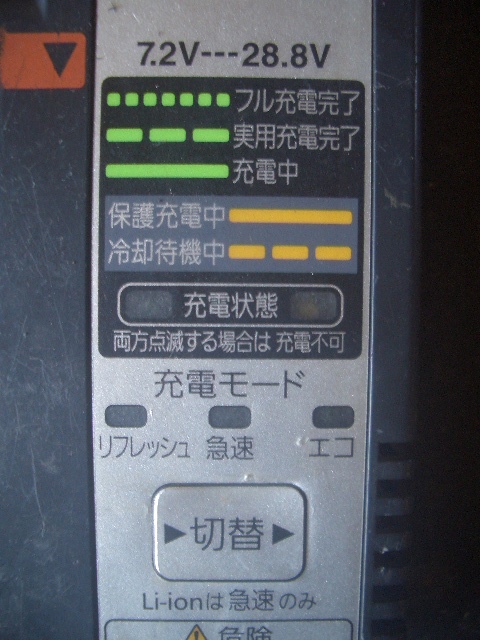 7.2V---28.8V
フル充電完了
実用充電完了
充電中
保護充電中
冷却待機中
充電状態
両方点滅する場合は 充電不可
充電モード
リフレッシュ 急速 エコ
▶切替▶
Li-ionは急速のみ
危険